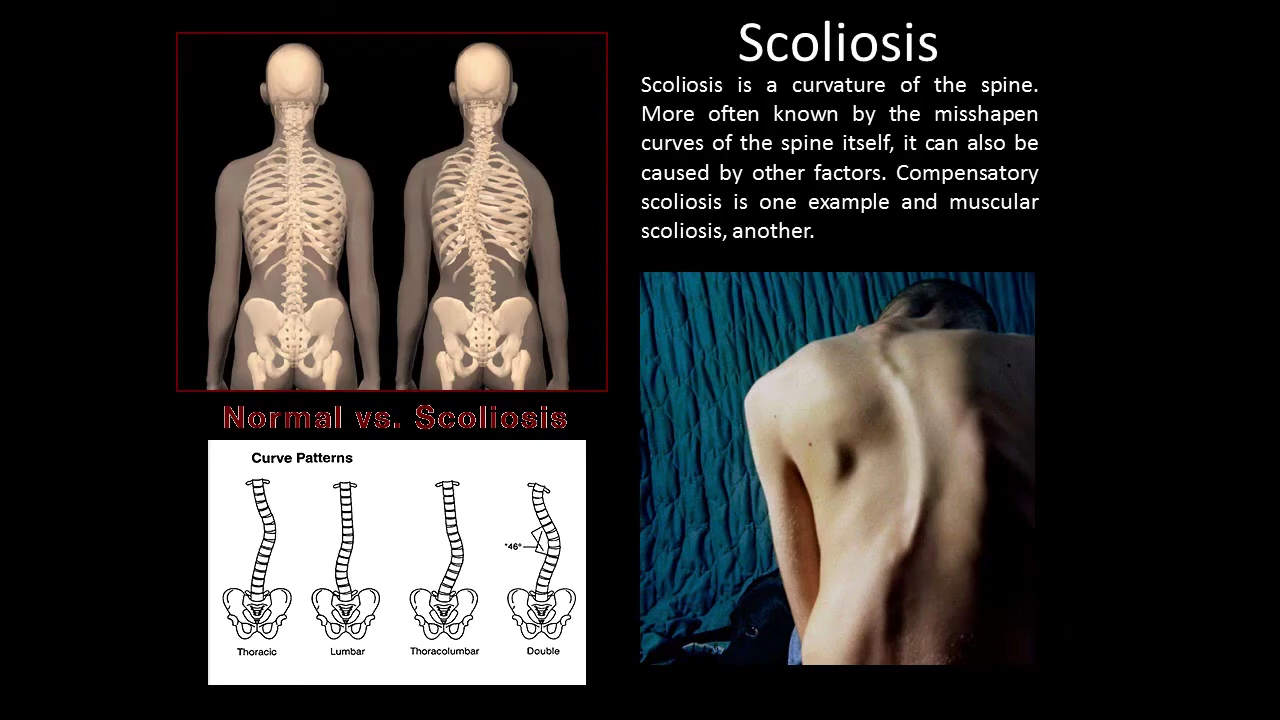 Scoliosis
Scoliosis is a curvature of the spine.
More often known by the misshapen
curves of the spine itself, it can also be
caused by other factors. Compensatory
scoliosis is one example and muscular
scoliosis, another.
Normal vs. Scoliosis
Curve Patterns
*46°
Thoracic Lumbar Thoracolumbar Double